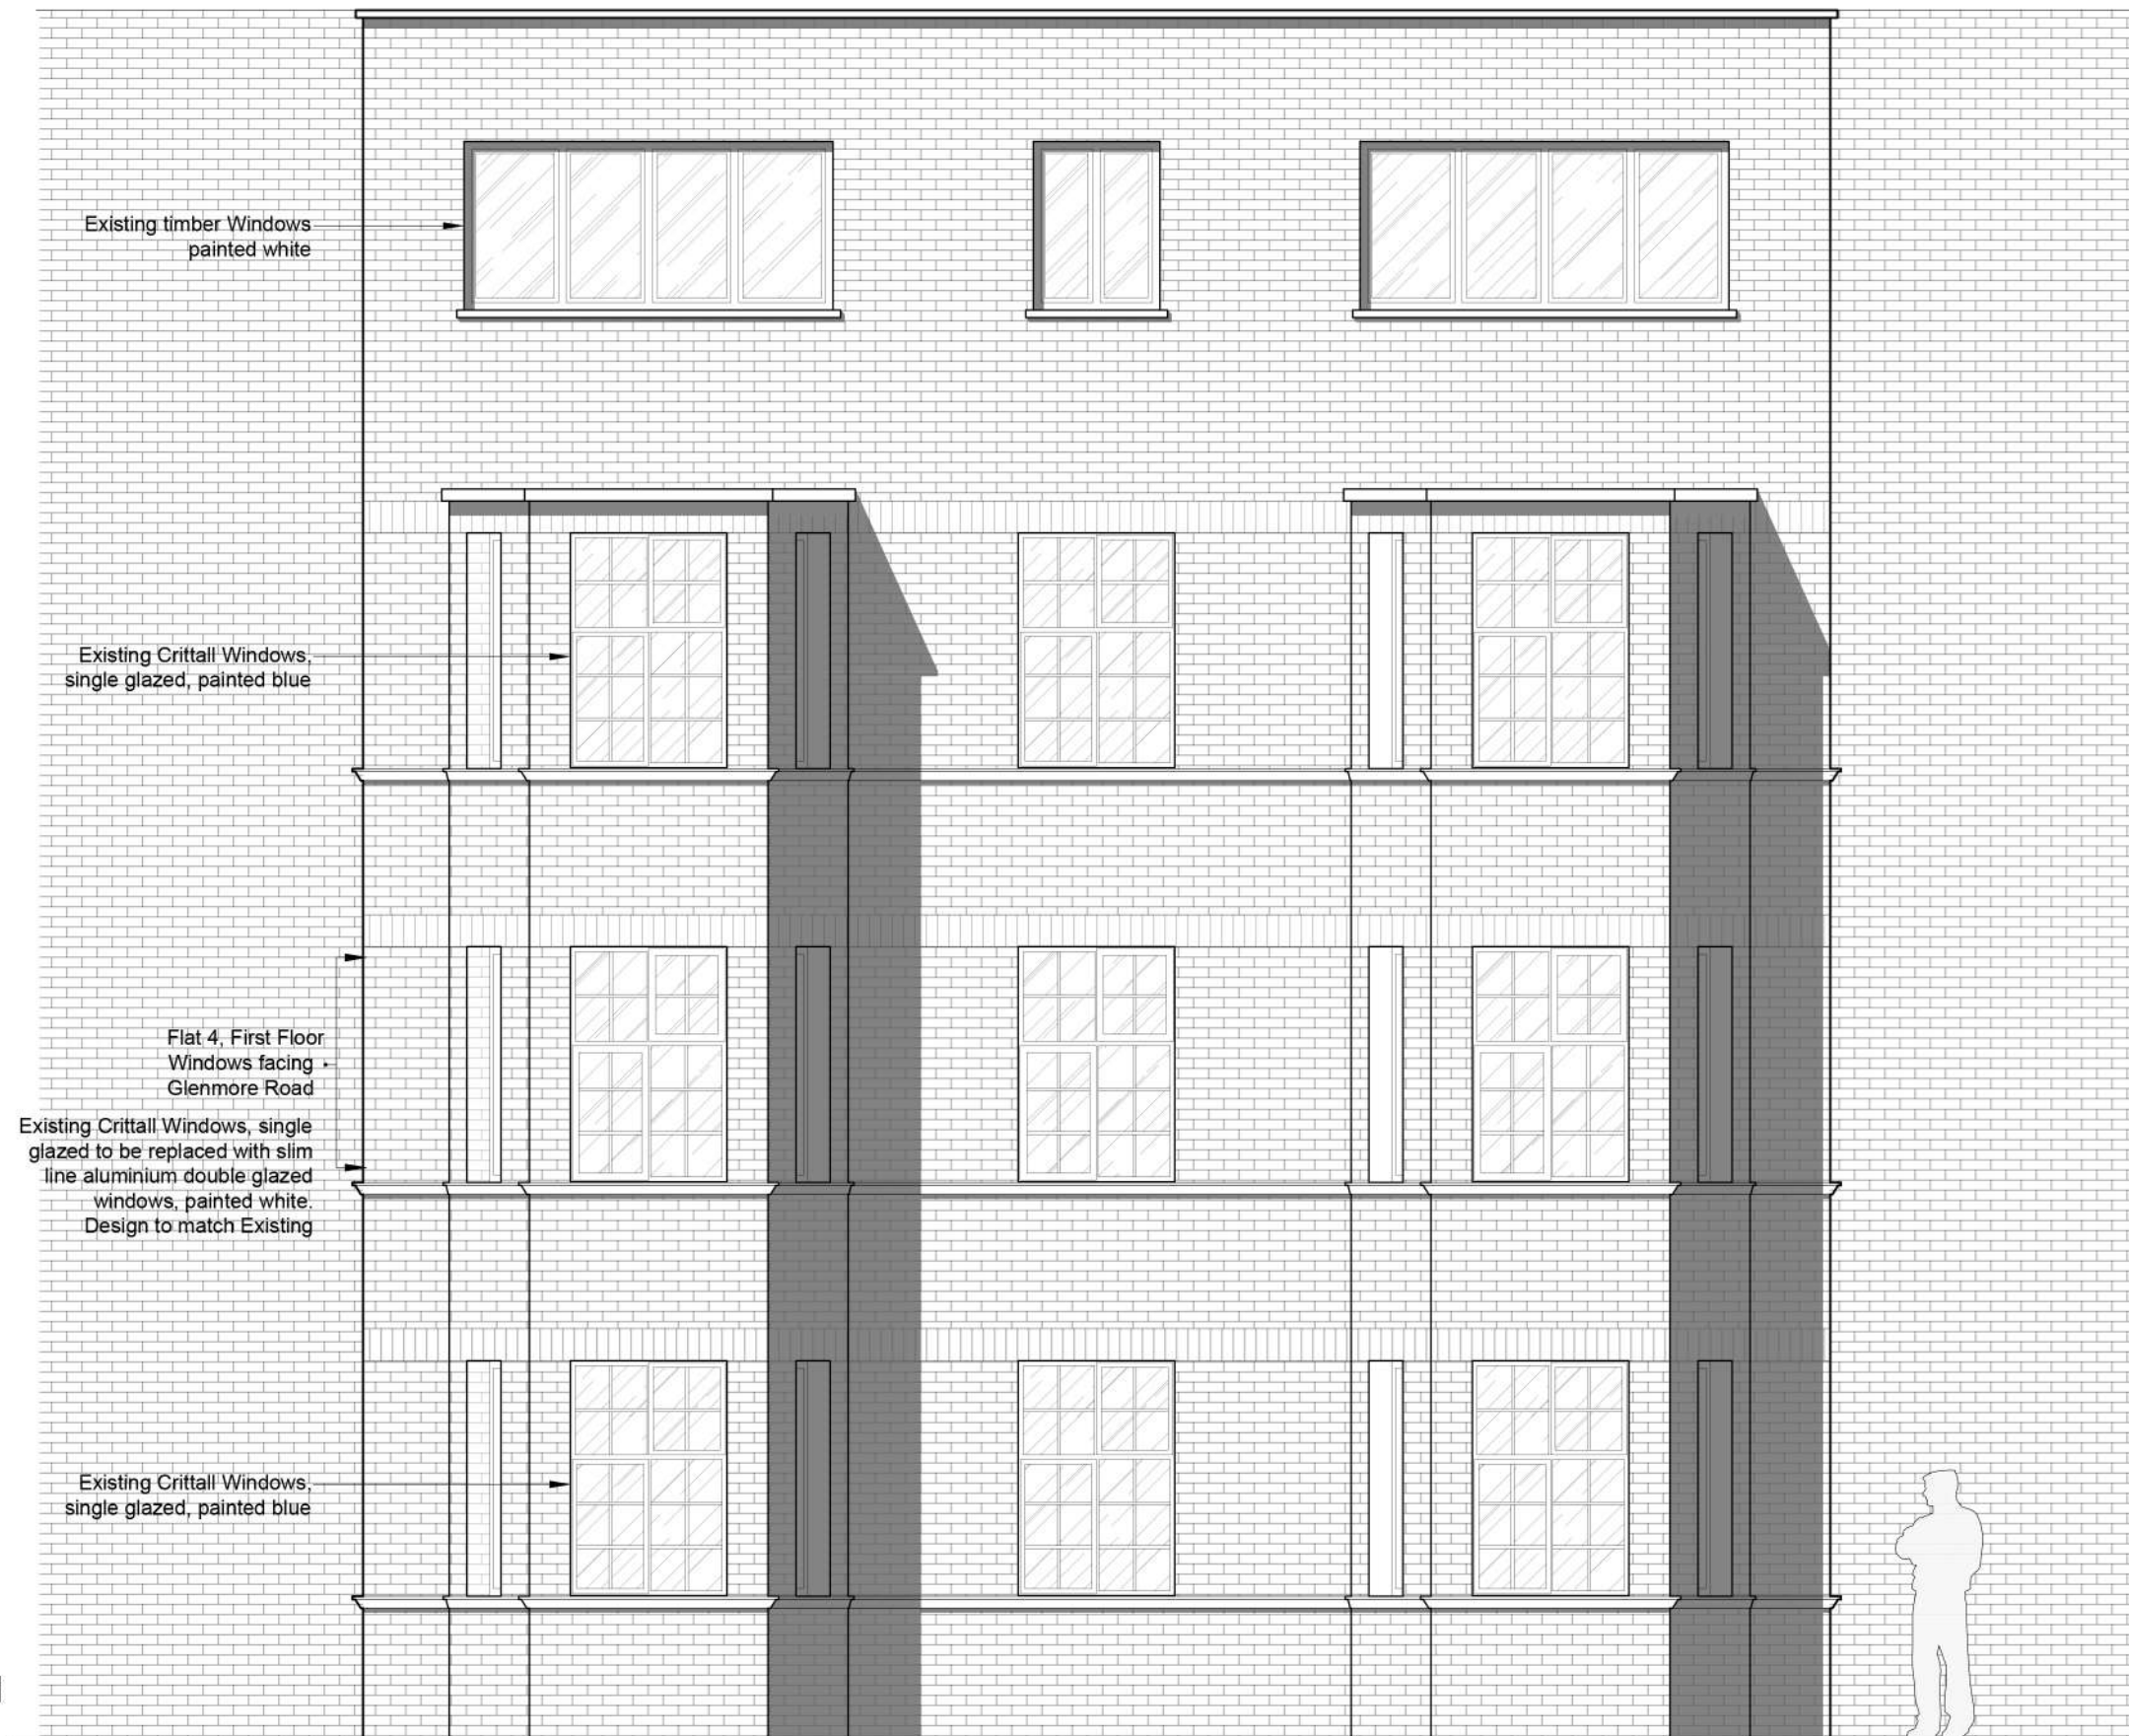 Existing timber Windows
painted white
Existing Crittall Windows,
single glazed, painted blue
Flat 4, First Floor
Windows facing
Glenmore Road
Existing Crittall Windows, single
glazed to be replaced with slim
line aluminium double glazed
windows, painted white.
Design to match Existing
Existing Crittall Windows,
single glazed, painted blue